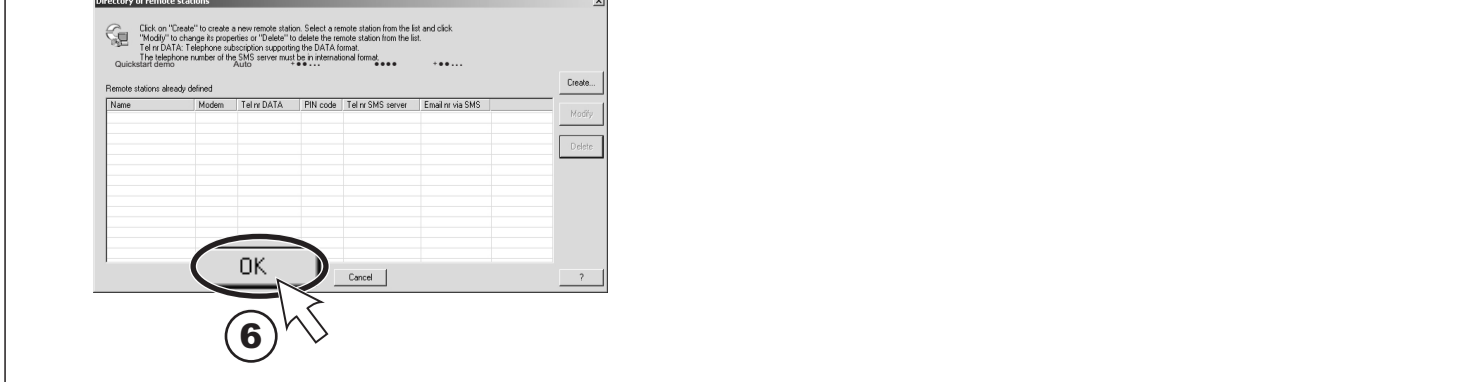 Directory of remote stations
Click on "Create" to create a new remote station. Select a remote station from the list and click
"Modify" to change its properties or "Delete" to delete the remote station from the list.
Tel nr DATA: Telephone subscription supporting the DATA format.
The telephone number of the SMS server must be in international format.
Quickstart demo Auto +●●... ●●●● +●●...
Create...
Remote stations already defined
Name Modem Tel nr DATA PIN code Tel nr SMS server Email nr via SMS
Modify
Delete
OK
Cancel
?
6